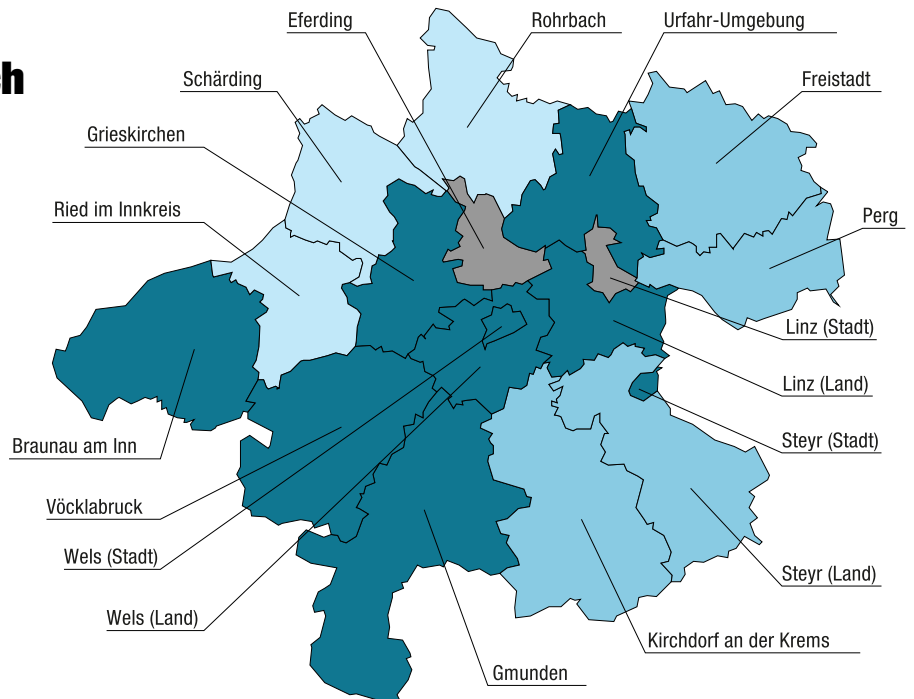 Eferding
Rohrbach
Urfahr-Umgebung
ch
Schärding
Freistadt
Grieskirchen
Ried im Innkreis
Perg
Linz (Stadt)
Linz (Land)
Braunau am Inn
Steyr (Stadt)
Vöcklabruck
Wels (Stadt)
Steyr (Land)
Wels (Land)
Kirchdorf an der Krems
Gmunden